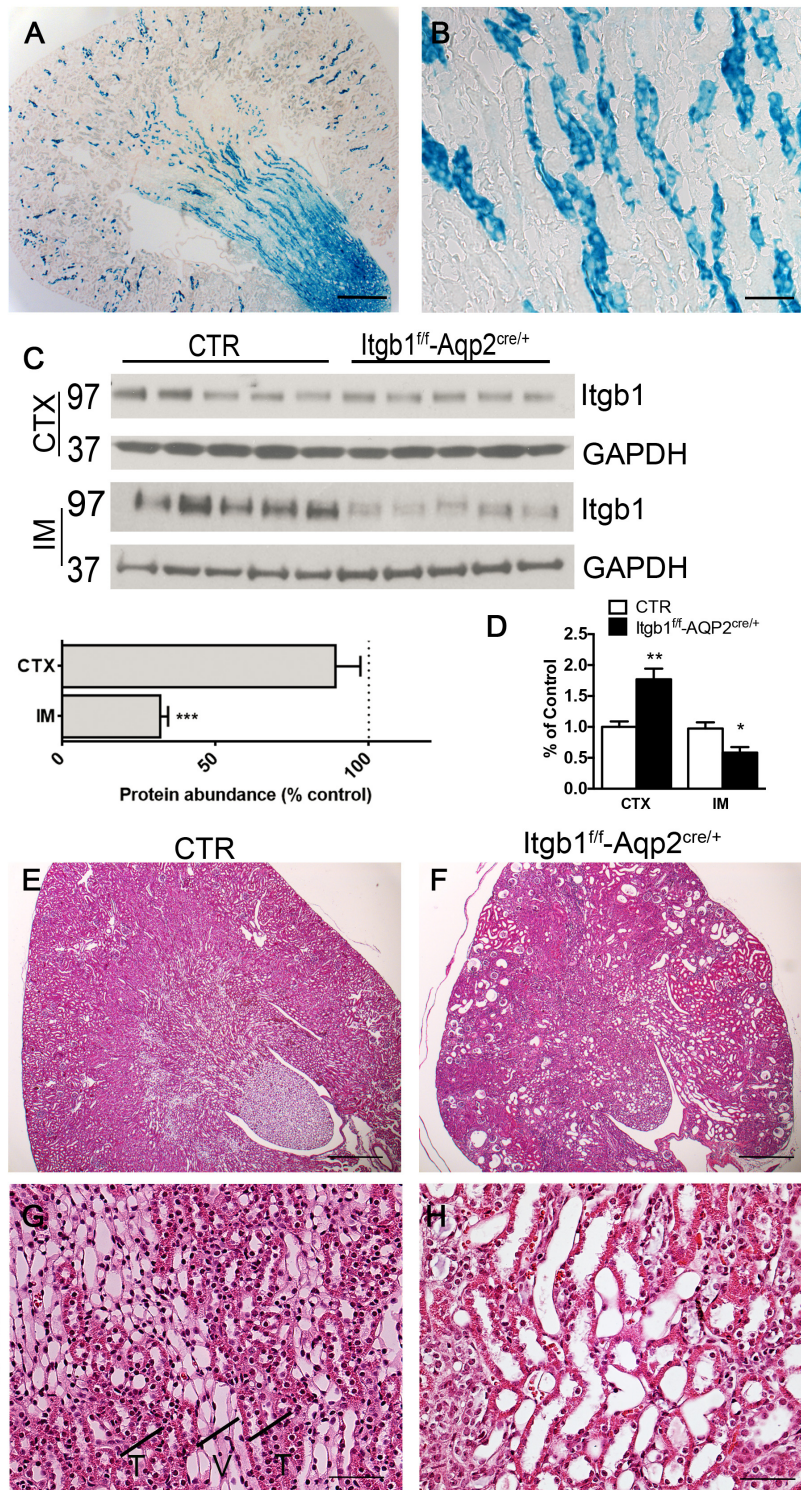 A
B
C
CTR
Itgb1f/f-Aqp2cre/+
CTX
97
Itgb1
37
GAPDH
IM
97
Itgb1
37
GAPDH
CTX
IM
***
0
50
100
Protein abundance (% control)
D
CTR
Itgb1f/f-AQP2cre/+
% of Control
2.5
2.0
1.5
1.0
0.5
0.0
**
*
CTX
IM
CTR
Itgb1f/f-Aqp2cre/+
E
F
G
T
V
T
H